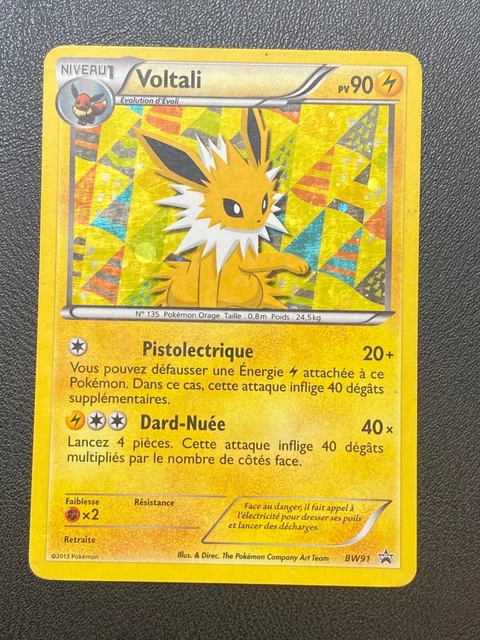 NIVEAU1 Voltali PV90
Évolution d'Évoli
N° 135 Pokémon Orage Taille : 0,8m Poids : 24,5kg
Pistolectrique 20+
Vous pouvez défausser une Énergie attachée à ce
Pokémon. Dans ce cas, cette attaque inflige 40 dégâts
supplémentaires.
Dard-Nuée 40×
Lancez 4 pièces. Cette attaque inflige 40 dégâts
multipliés par le nombre de côtés face.
Faiblesse Résistance
×2
Retraite
Face au danger, il fait appel à
l'électricité pour dresser ses poils
et lancer des décharges.
Illus. & Direc. The Pokémon Company Art Team
©2013 Pokémon BW91